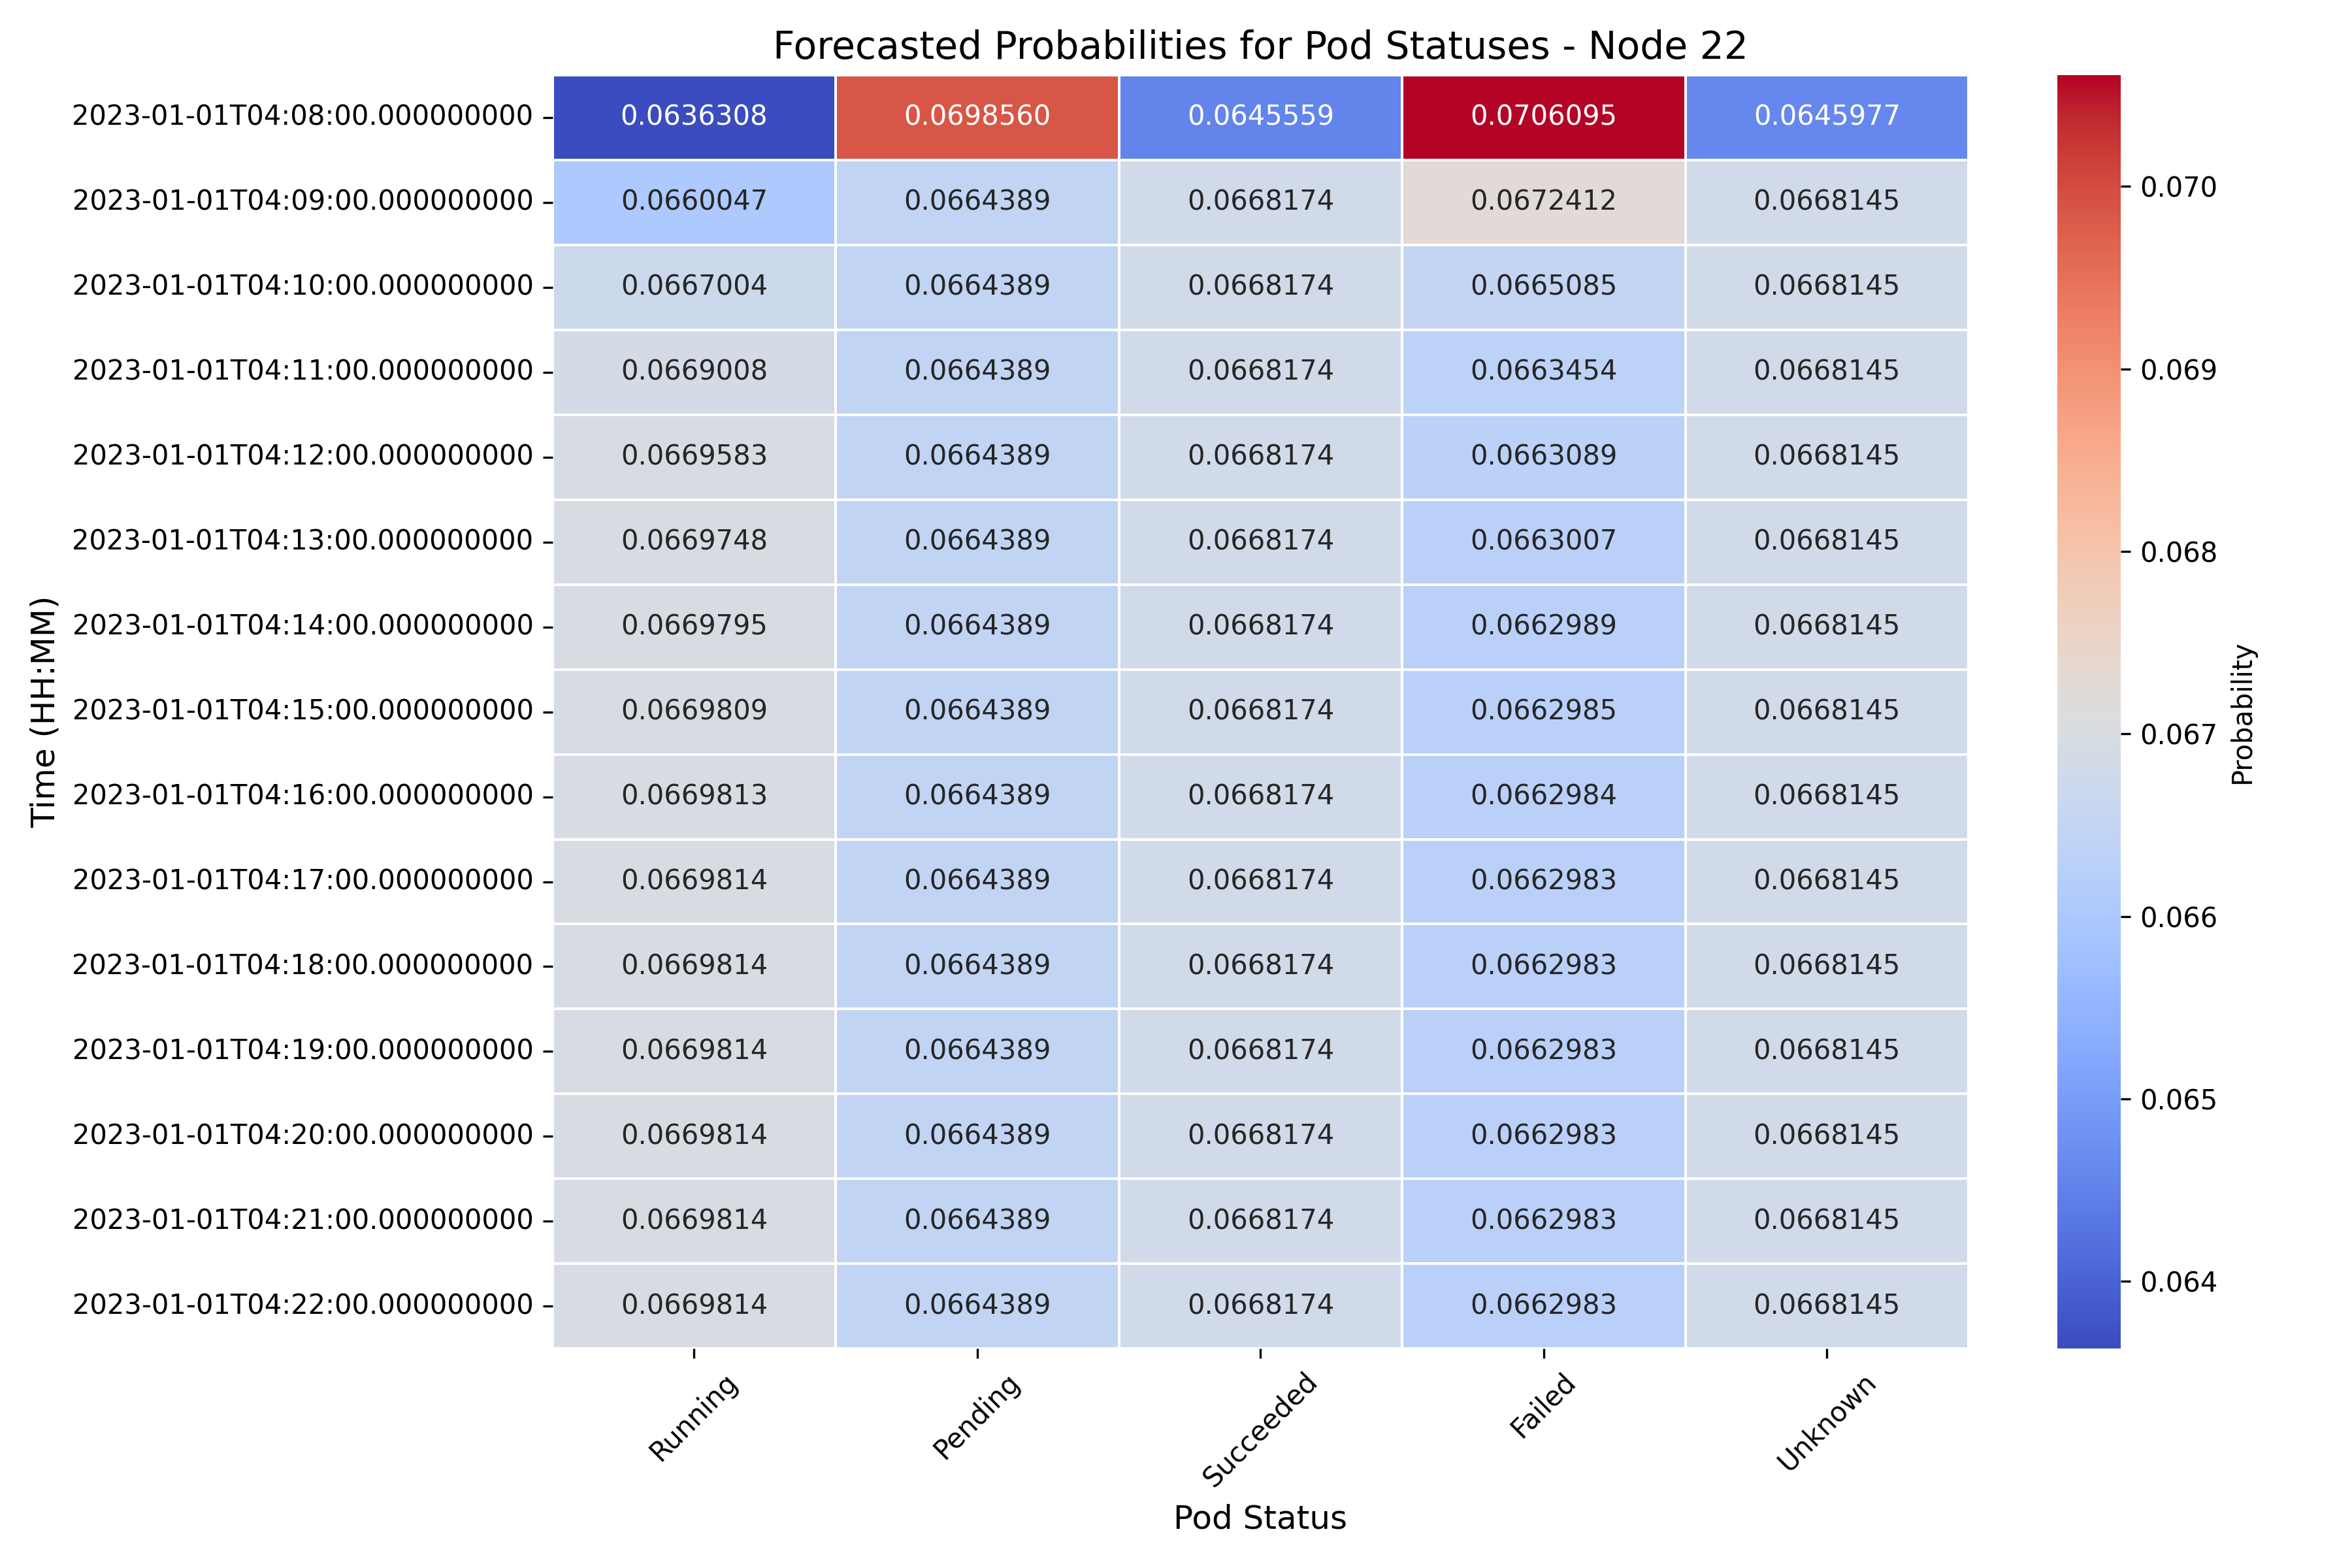 Forecasted Probabilities for Pod Statuses - Node 22
2023-01-01T04:08:00.000000000 0.0636308 0.0698560 0.0645559 0.0706095 0.0645977
2023-01-01T04:09:00.000000000 0.0660047 0.0664389 0.0668174 0.0672412 0.0668145
2023-01-01T04:10:00.000000000 0.0667004 0.0664389 0.0668174 0.0665085 0.0668145
2023-01-01T04:11:00.000000000 0.0669008 0.0664389 0.0668174 0.0663454 0.0668145
2023-01-01T04:12:00.000000000 0.0669583 0.0664389 0.0668174 0.0663089 0.0668145
2023-01-01T04:13:00.000000000 0.0669748 0.0664389 0.0668174 0.0663007 0.0668145
2023-01-01T04:14:00.000000000 0.0669795 0.0664389 0.0668174 0.0662989 0.0668145
2023-01-01T04:15:00.000000000 0.0669809 0.0664389 0.0668174 0.0662985 0.0668145
2023-01-01T04:16:00.000000000 0.0669813 0.0664389 0.0668174 0.0662984 0.0668145
2023-01-01T04:17:00.000000000 0.0669814 0.0664389 0.0668174 0.0662983 0.0668145
2023-01-01T04:18:00.000000000 0.0669814 0.0664389 0.0668174 0.0662983 0.0668145
2023-01-01T04:19:00.000000000 0.0669814 0.0664389 0.0668174 0.0662983 0.0668145
2023-01-01T04:20:00.000000000 0.0669814 0.0664389 0.0668174 0.0662983 0.0668145
2023-01-01T04:21:00.000000000 0.0669814 0.0664389 0.0668174 0.0662983 0.0668145
2023-01-01T04:22:00.000000000 0.0669814 0.0664389 0.0668174 0.0662983 0.0668145
Time (HH:MM)
Running Pending Succeeded Failed Unknown
Pod Status
0.070
0.069
0.068
0.067
0.066
0.065
0.064
Probability